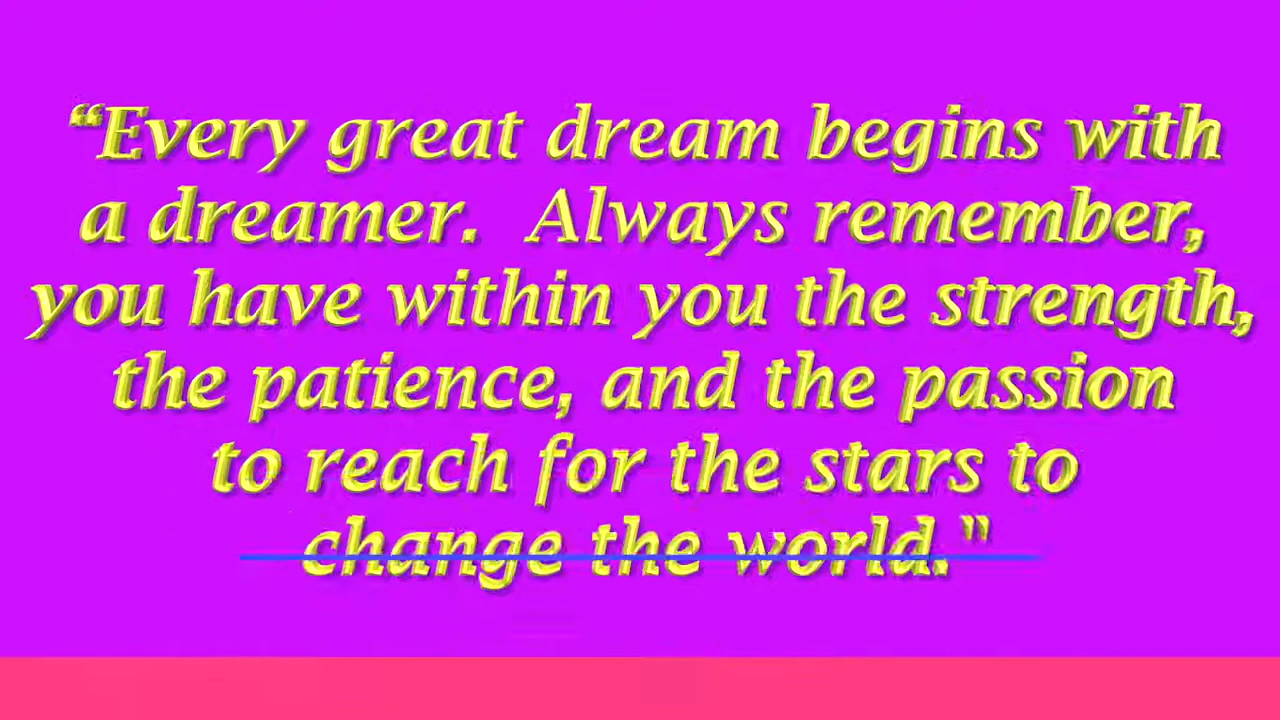 “Every great dream begins with
a dreamer.  Always remember,
you have within you the strength,
the patience, and the passion
to reach for the stars to
change the world."